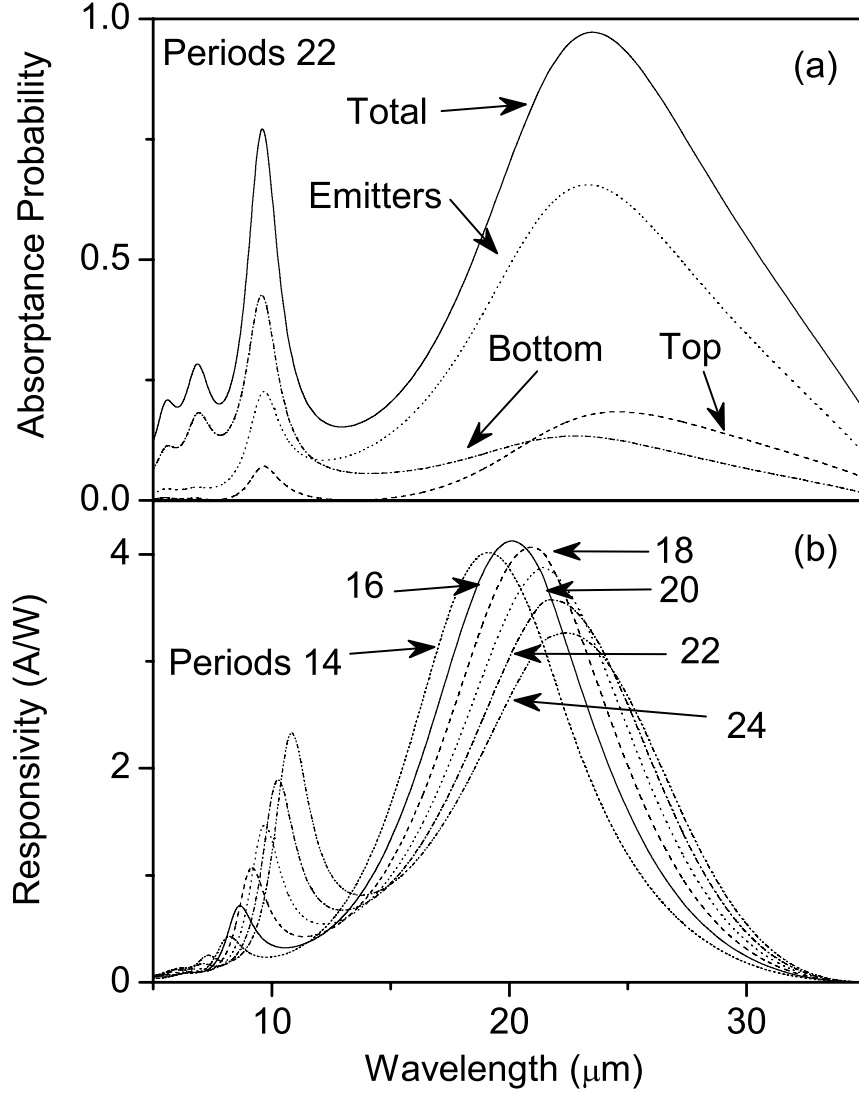 1.0
Periods 22
(a)
Total
Emitters
0.5
Bottom
Top
0.0
Absorptance Probability
4
(b)
18
16
20
Periods 14
22
24
2
0
Responsivity (A/W)
10
20
30
Wavelength (μm)